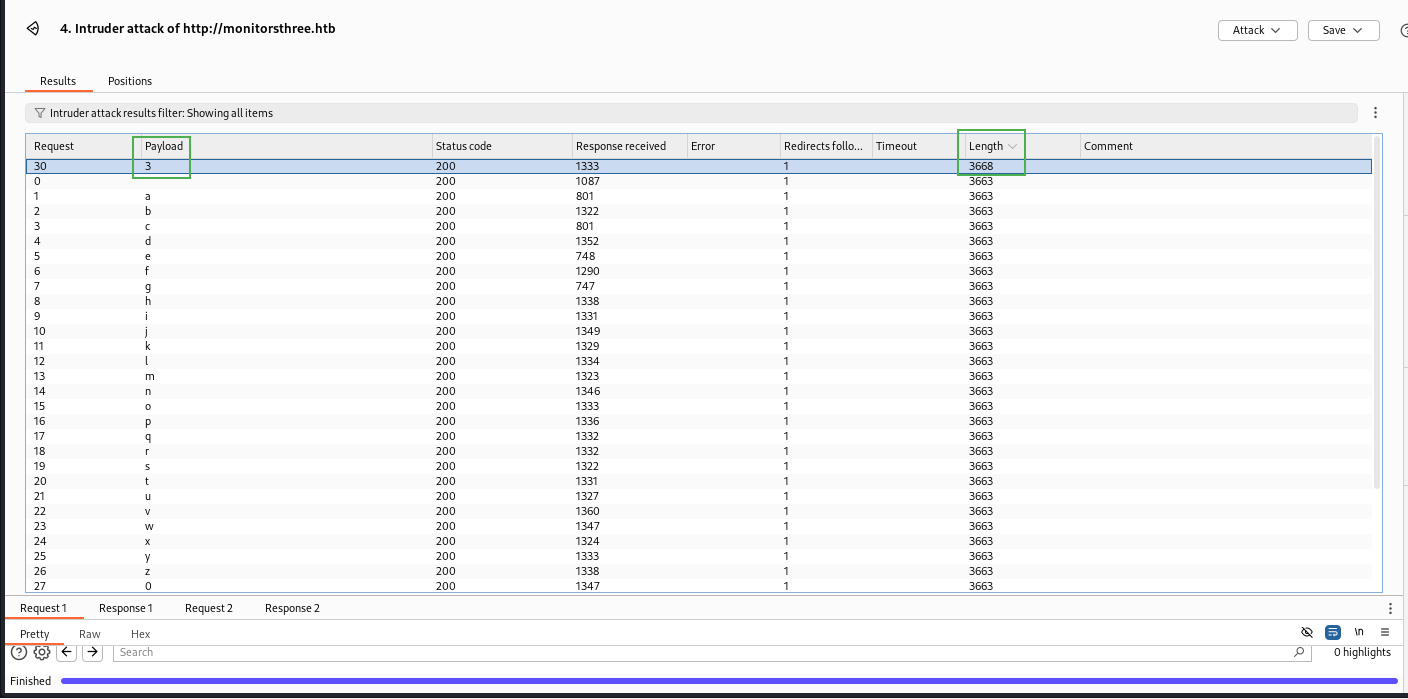 4. Intruder attack of http://monitorsthree.htb
Attack
Save
Results Positions
Intruder attack results filter: Showing all items
Request Payload Status code Response received Error Redirects follo... Timeout Length Comment
30 3 200 1333 1 3668
0 200 1087 1 3663
1 a 200 801 1 3663
2 b 200 1322 1 3663
3 c 200 801 1 3663
4 d 200 1352 1 3663
5 e 200 748 1 3663
6 f 200 1290 1 3663
7 g 200 747 1 3663
8 h 200 1338 1 3663
9 i 200 1331 1 3663
10 j 200 1349 1 3663
11 k 200 1329 1 3663
12 l 200 1334 1 3663
13 m 200 1323 1 3663
14 n 200 1346 1 3663
15 o 200 1333 1 3663
16 p 200 1336 1 3663
17 q 200 1332 1 3663
18 r 200 1332 1 3663
19 s 200 1322 1 3663
20 t 200 1331 1 3663
21 u 200 1327 1 3663
22 v 200 1360 1 3663
23 w 200 1347 1 3663
24 x 200 1324 1 3663
25 y 200 1333 1 3663
26 z 200 1338 1 3663
27 0 200 1347 1 3663
Request 1 Response 1 Request 2 Response 2
Pretty Raw Hex \n
Search 0 highlights
Finished